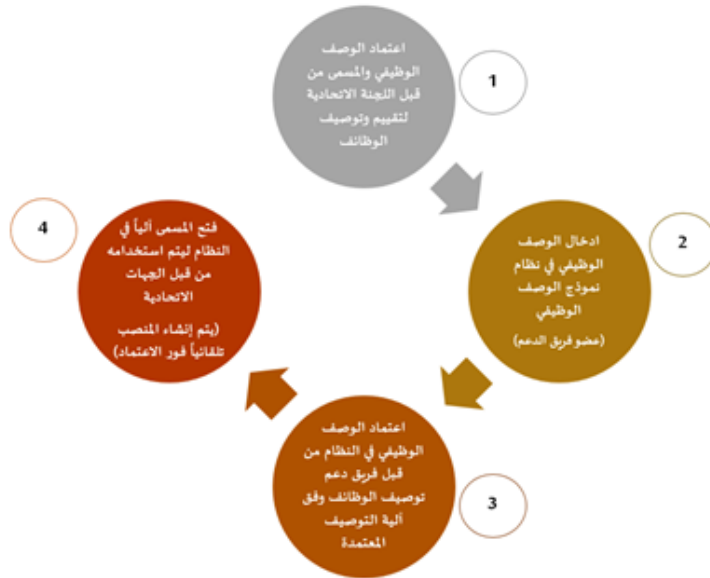 1
اعتماد الوصف
الوظيفي والمسمى من
قبل اللجنة الاتحادية
لتقييم وتوصيف
الوظائف
2
ادخال الوصف
الوظيفي في نظام
نموذج الوصف
الوظيفي
(عضو فريق الدعم)
3
اعتماد الوصف
الوظيفي في النظام من
قبل فريق دعم
توصيف الوظائف وفق
ألية التوصيف
المعتمدة
4
فتح المسمى ألياً في
النظام ليتم استخدامه
من قبل الجهات
الاتحادية
(يتم إنشاء المنصب
تلقائياً فور الاعتماد)